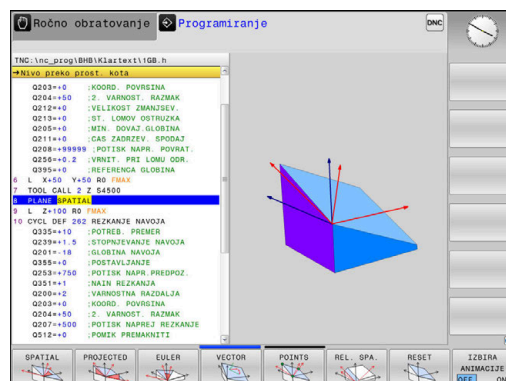 Ročno obratovanje
Programiranje
DNC
TNC:\nc_prog\BHB\Klartext\1GB.h
→Nivo preko prost. kota
Q203=+0 ;KOORD. POVRSINA
Q204=+50 ;2. VARNOST. RAZMAK
Q212=+0 ;VELIKOST ZMANJSEV.
Q213=+0 ;ST. LOMOV OSTRUZKA
Q205=+0 ;MIN. DOVAJ.GLOBINA
Q211=+0 ;CAS ZADRZEV. SPODAJ
Q208=+99999 ;POTISK NAPR. POVRAT.
Q256=+0.2 ;VRNIT. PRI LOMU ODR.
Q395=+0 ;REFERENCA GLOBINA
6 L X+50 Y+50 R0 FMAX
7 TOOL CALL 2 Z S4500
8 PLANE SPATIAL
9 L Z+100 R0 FMAX
10 CYCL DEF 262 REZKANJE NAVOJA
Q335=+10 ;POTREB. PREMER
Q239=+1.5 ;STOPNJEVANJE NAVOJA
Q201=-18 ;GLOBINA NAVOJA
Q355=+0 ;POSTAVLJANJE
Q253=+750 ;POTISK NAPR.PREDPOZ.
Q351=+1 ;NAIN REZKANJA
Q200=+2 ;VARNOSTNA RAZDALJA
Q203=+0 ;KOORD. POVRSINA
Q204=+50 ;2. VARNOST. RAZMAK
Q207=+500 ;POTISK NAPREJ REZKANJE
Q512=+0 ;POMIK PREMAKNITI
SPATIAL
PROJECTED
EULER
VECTOR
POINTS
REL. SPA.
RESET
IZBIRA
ANIMACIJE
OFF ON